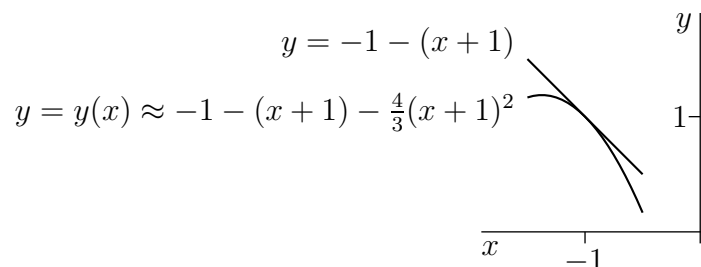 y
y = −1 − (x + 1)
y = y(x) ≈ −1 − (x + 1) − 4/3(x + 1)²
1
x
−1